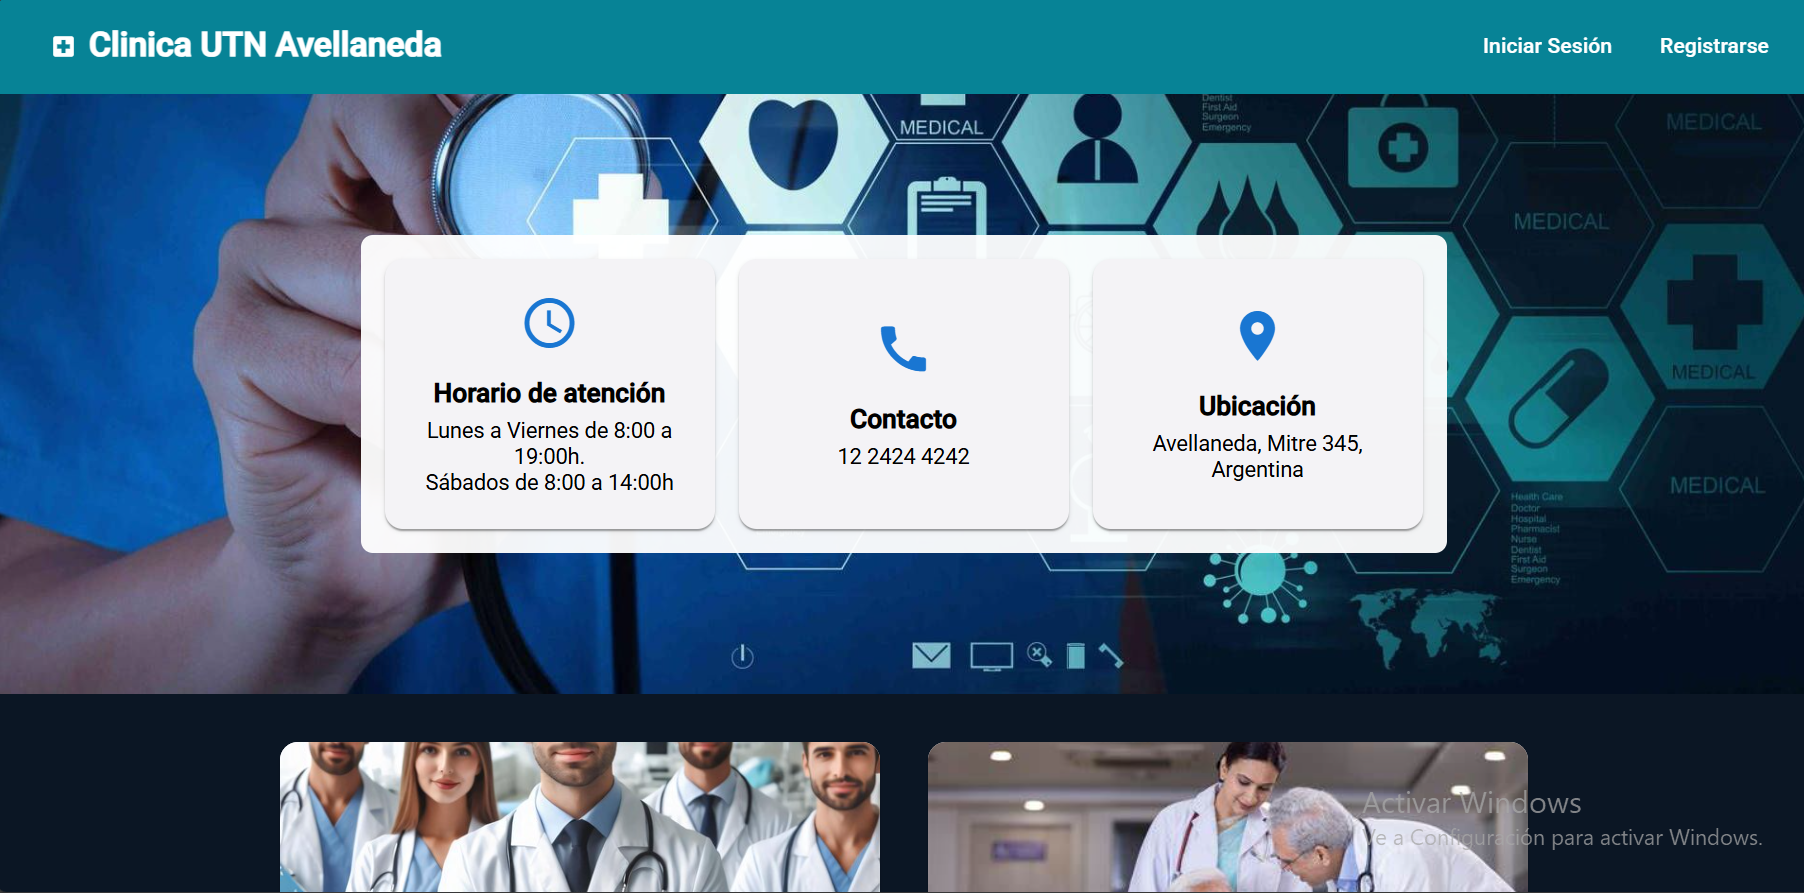 Clinica UTN Avellaneda
Iniciar Sesión
Registrarse
Dentist
First Aid
Surgeon
Emergency
MEDICAL
MEDICAL
MEDICAL
MEDICAL
MEDICAL
Horario de atención
Lunes a Viernes de 8:00 a
19:00h.
Sábados de 8:00 a 14:00h
Contacto
12 2424 4242
Ubicación
Avellaneda, Mitre 345,
Argentina
Health Care
Doctor
Hospital
Pharmacist
Nurse
Dentist
First Aid
Surgeon
Emergency
Activar Windows
Ve a Configuración para activar Windows.